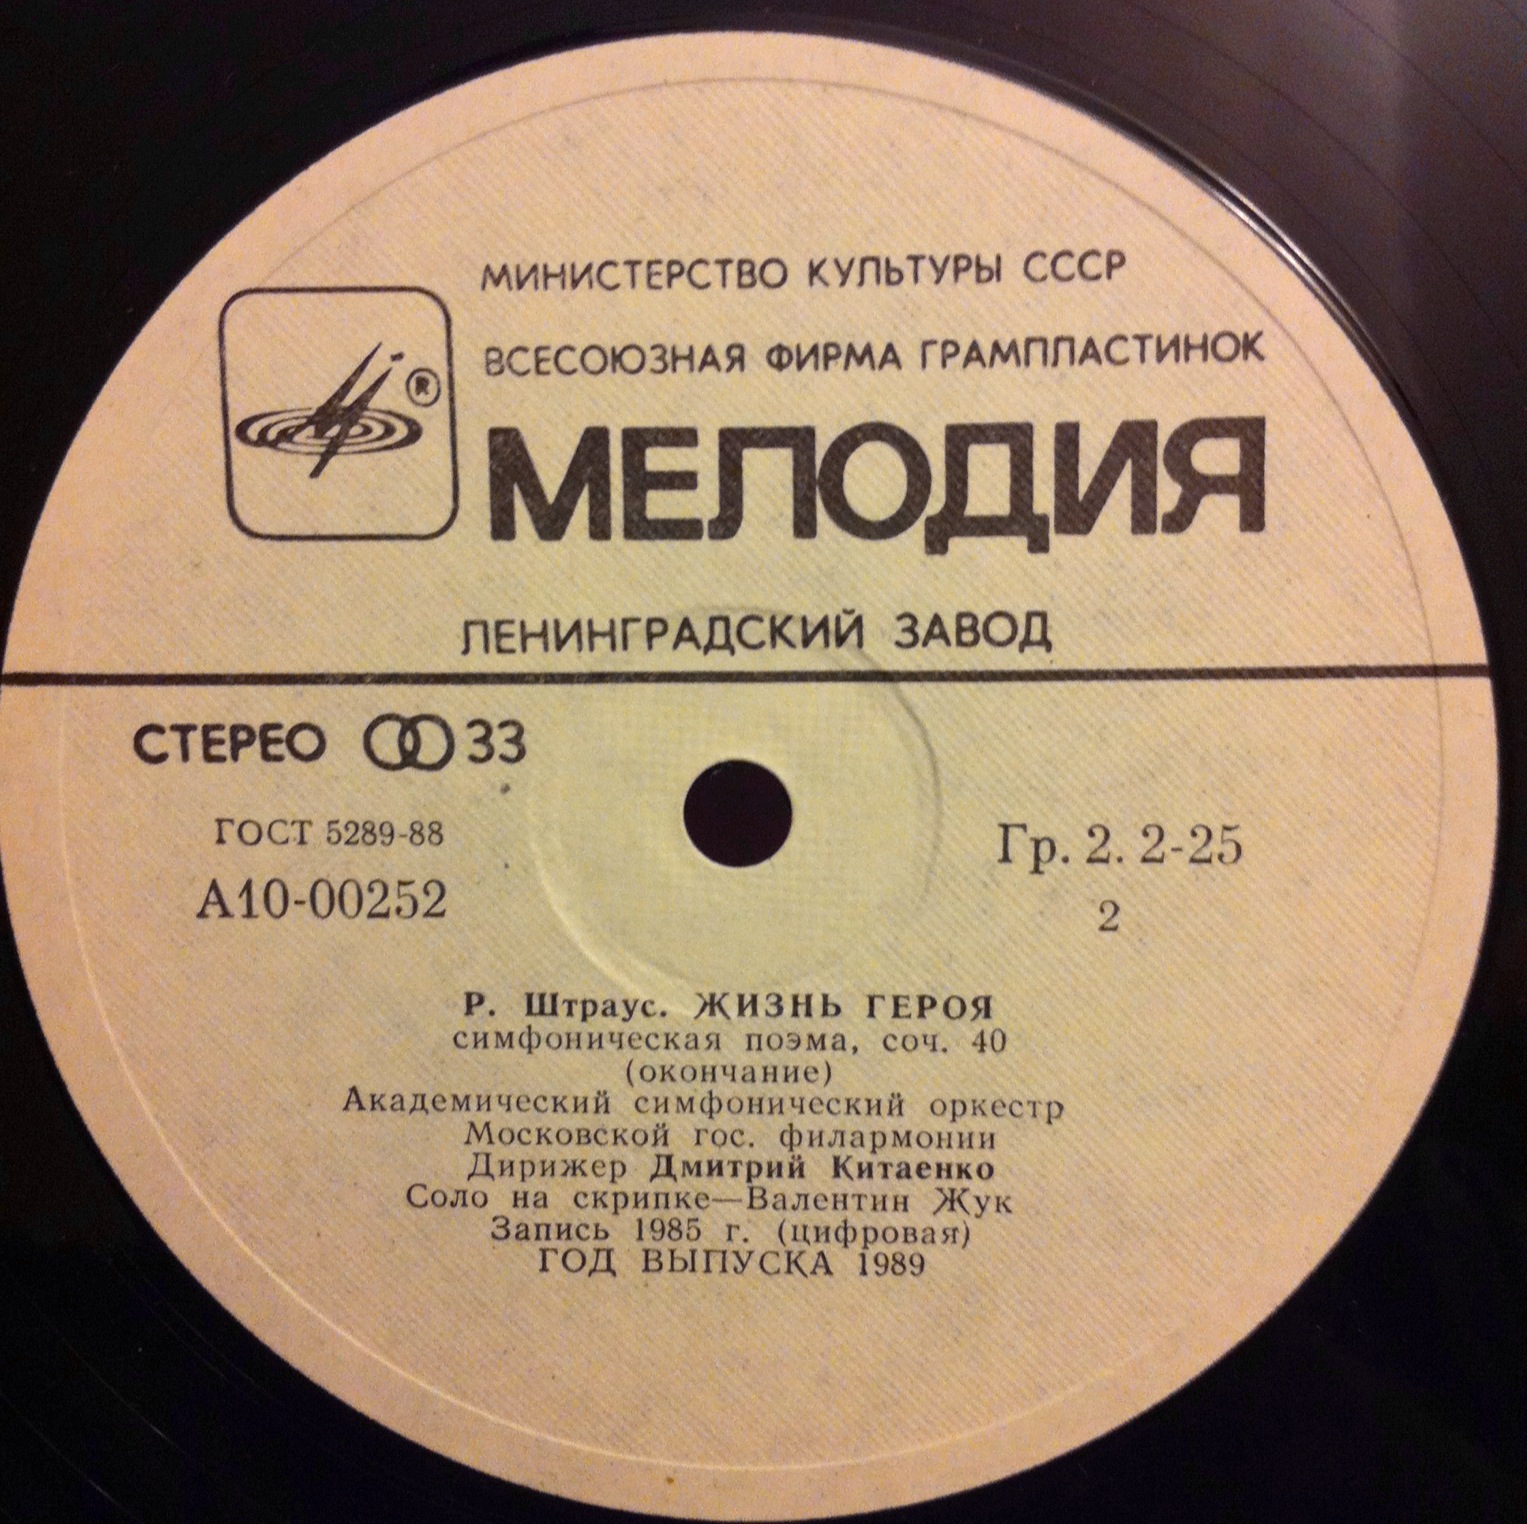 МИНИСТЕРСТВО КУЛЬТУРЫ СССР
ВСЕСОЮЗНАЯ ФИРМА ГРАМПЛАСТИНОК
®
МЕЛОДИЯ
ЛЕНИНГРАДСКИЙ ЗАВОД
СТЕРЕО 33
ГОСТ 5289-88
А10-00252
Гр. 2. 2-25
2
Р. Штраус. ЖИЗНЬ ГЕРОЯ
симфоническая поэма, соч. 40
(окончание)
Академический симфонический оркестр
Московской гос. филармонии
Дирижер Дмитрий Китаенко
Соло на скрипке—Валентин Жук
Запись 1985 г. (цифровая)
ГОД ВЫПУСКА 1989